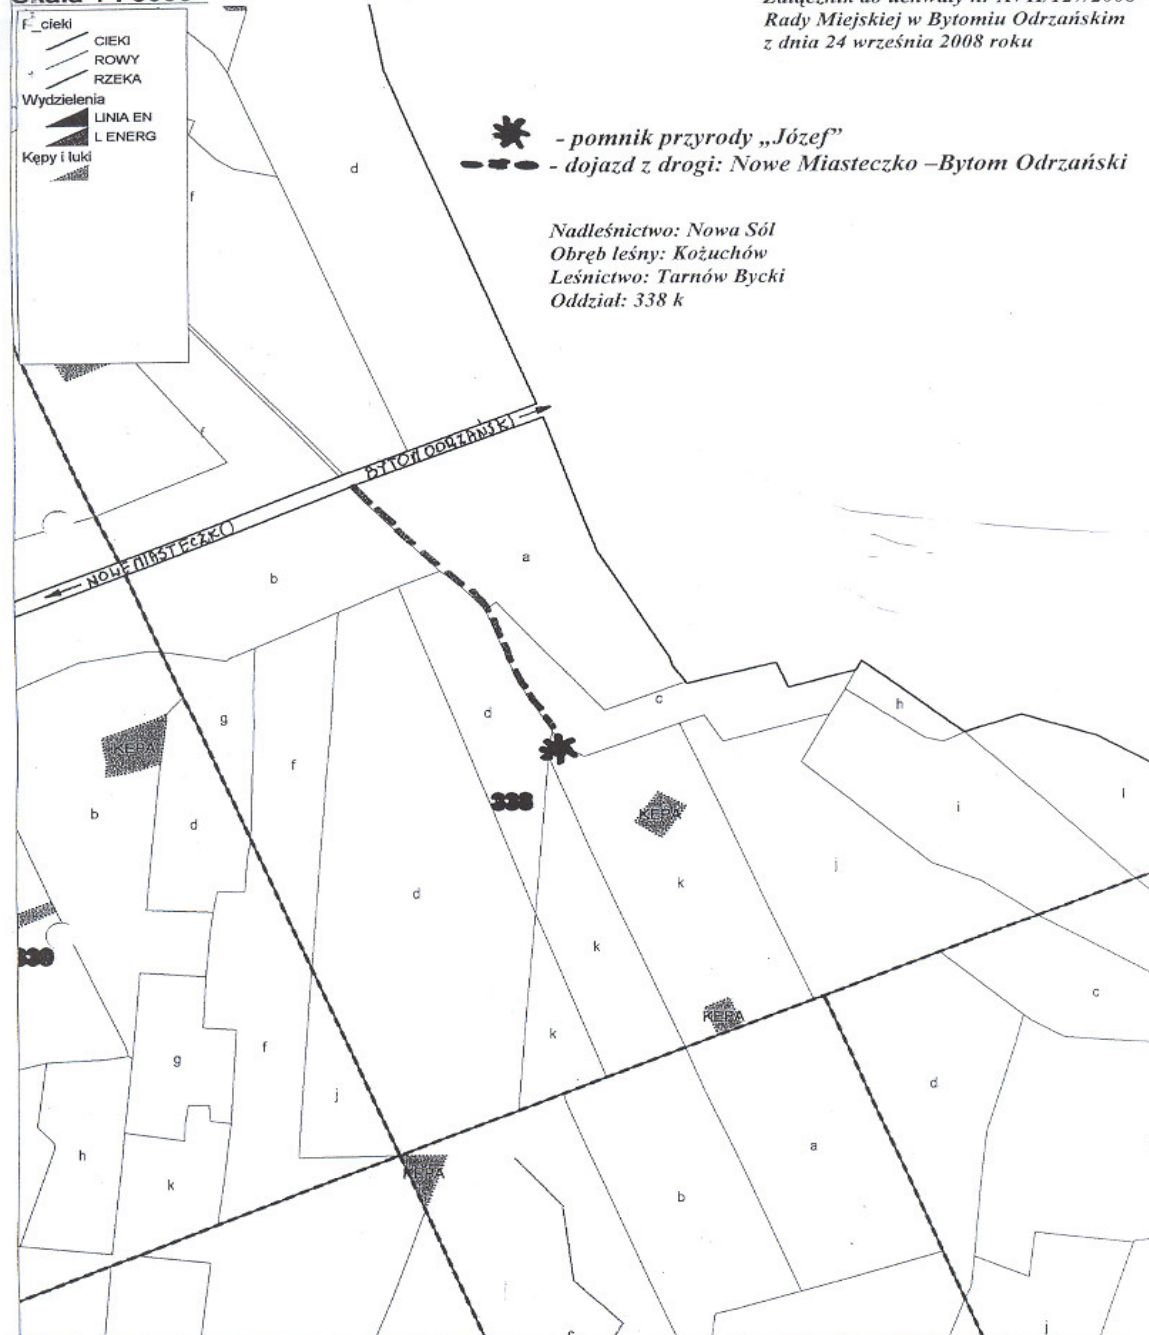 Rady Miejskiej w Bytomiu Odrzańskim
z dnia 24 września 2008 roku
CIEKI
ROWY
RZEKA
Wydzielenia
LINIA EN
L ENERG
Kępy i luki
- pomnik przyrody „Józef”
- dojazd z drogi: Nowe Miasteczko –Bytom Odrzański
Nadleśnictwo: Nowa Sól
Obręb leśny: Kożuchów
Leśnictwo: Tarnów Bycki
Oddział: 338 k
d
f
f
BYTOM ODRZAŃSKI
NOWE MIASTECZKO
a
b
c
h
d
g
KĘPA
f
338
KĘPA
i
l
b
d
j
k
d
k
339
c
KĘPA
k
f
g
d
j
a
h
k
KĘPA
b